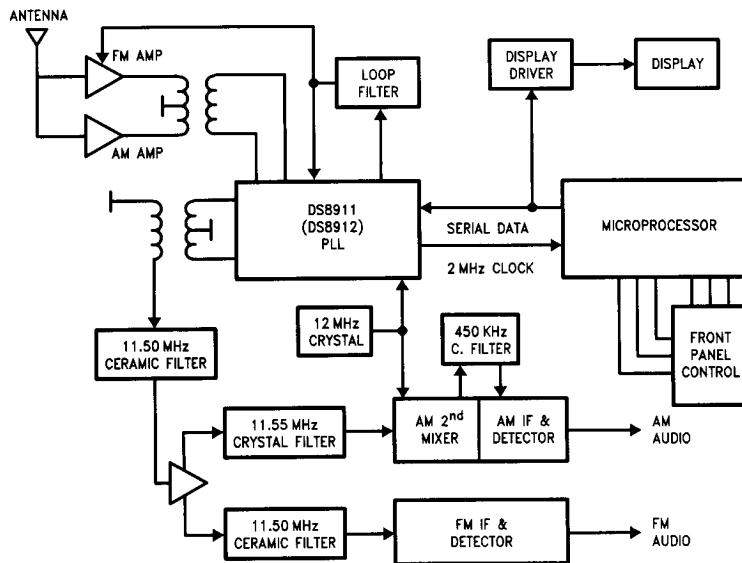 ANTENNA
FM AMP
AM AMP
LOOP
FILTER
DISPLAY
DRIVER
DISPLAY
DS8911
(DS8912)
PLL
SERIAL DATA
2 MHz CLOCK
MICROPROCESSOR
12 MHz
CRYSTAL
450 KHz
C. FILTER
FRONT
PANEL
CONTROL
11.50 MHz
CERAMIC FILTER
11.55 MHz
CRYSTAL FILTER
AM 2nd
MIXER
AM IF &
DETECTOR
AM
AUDIO
11.50 MHz
CERAMIC FILTER
FM IF &
DETECTOR
FM
AUDIO